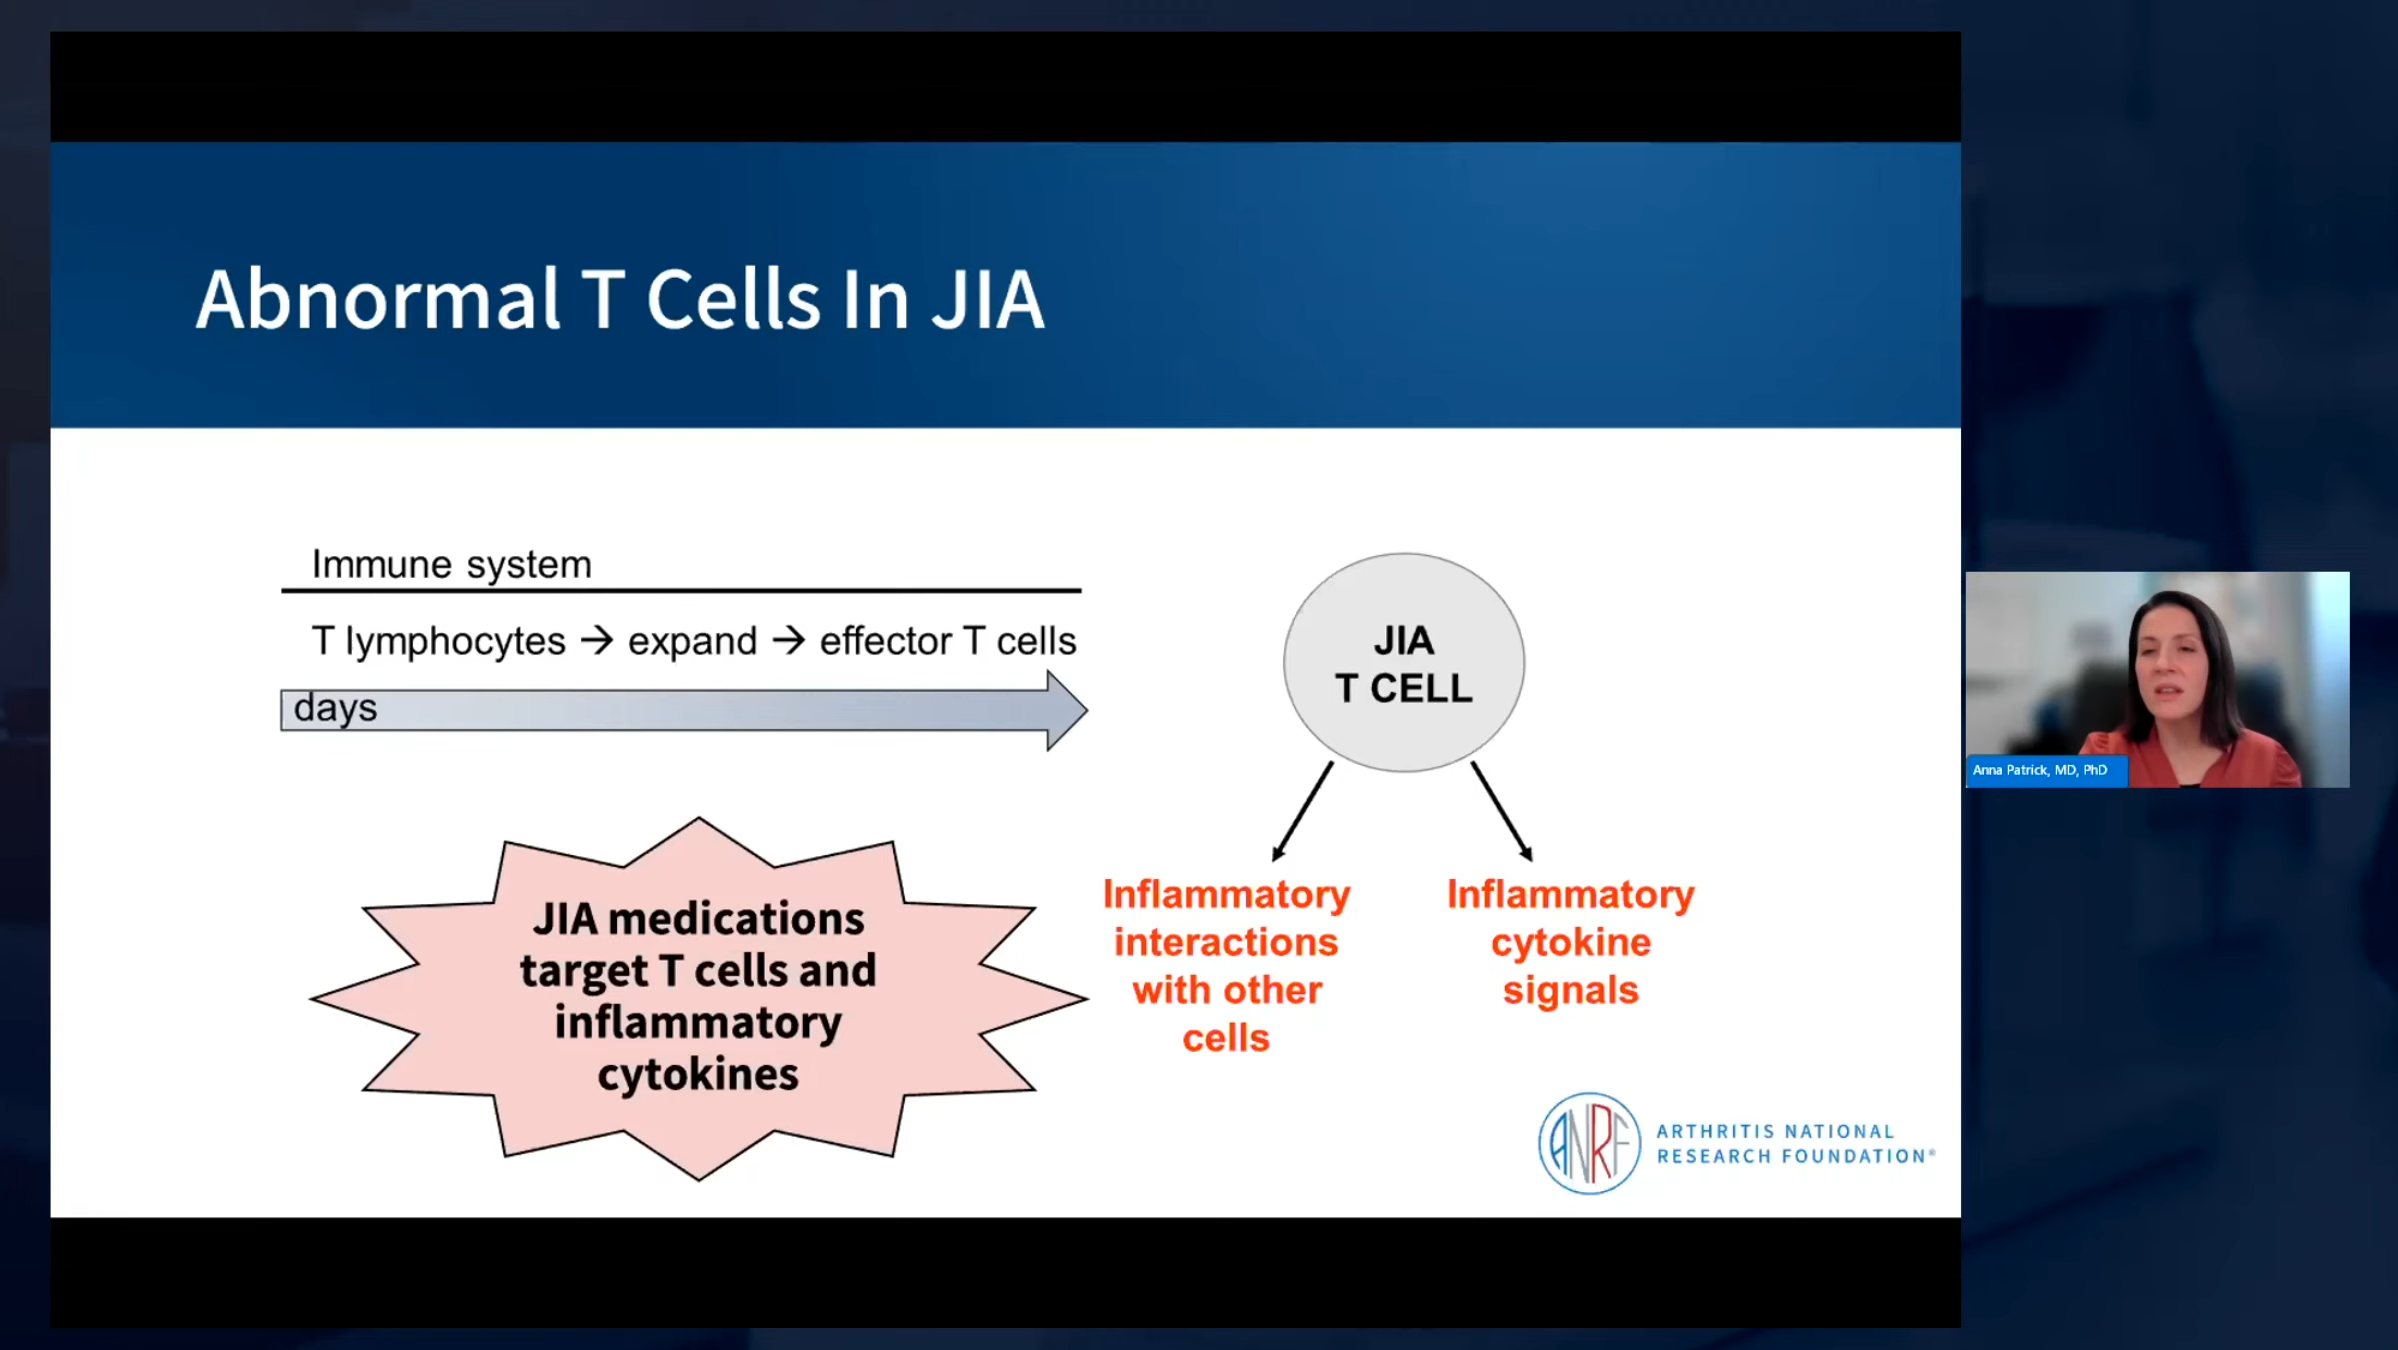 Abnormal T Cells In JIA
Immune system
T lymphocytes → expand → effector T cells
days
JIA medications
target T cells and
inflammatory
cytokines
JIA
T CELL
Inflammatory
interactions
with other
cells
Inflammatory
cytokine
signals
ANRF
ARTHRITIS NATIONAL
RESEARCH FOUNDATION®
Anna Patrick, MD, PhD